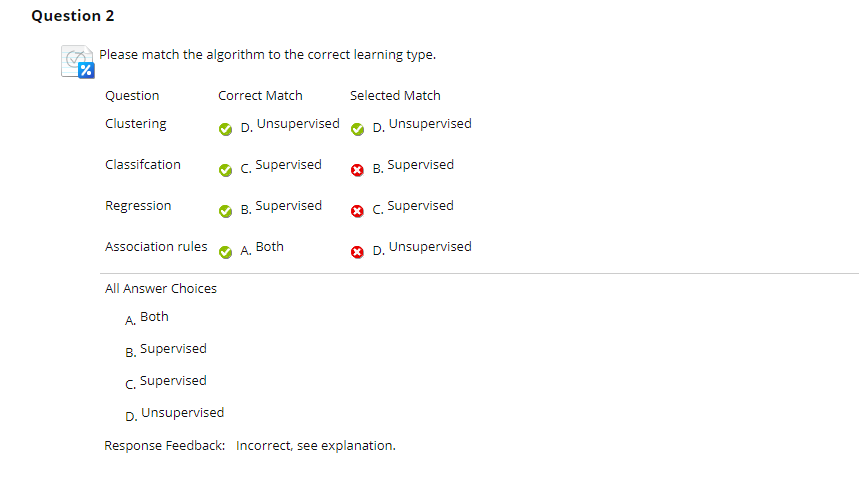 Question 2
Please match the algorithm to the correct learning type.
Question Correct Match Selected Match
Clustering D. Unsupervised D. Unsupervised
Classifcation C. Supervised B. Supervised
Regression B. Supervised C. Supervised
Association rules A. Both D. Unsupervised
All Answer Choices
A. Both
B. Supervised
C. Supervised
D. Unsupervised
Response Feedback: Incorrect, see explanation.